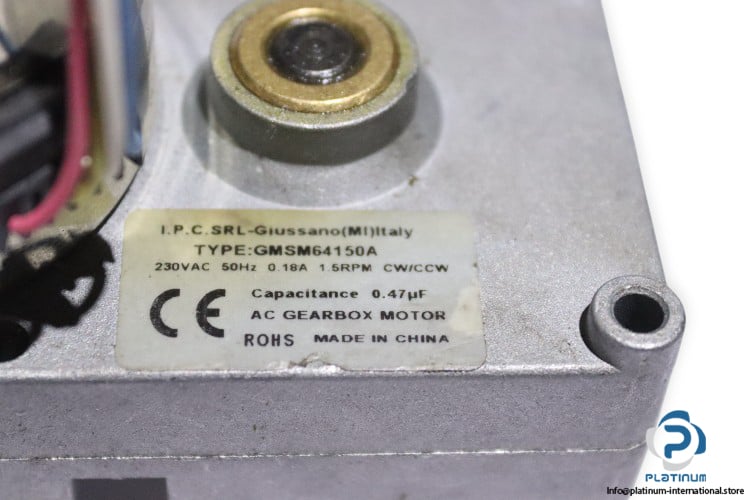 I.P.C.SRL-Giussano(MI)Italy
TYPE:GMSM64150A
230VAC 50Hz 0.18A 1.5RPM CW/CCW
CE
Capacitance 0.47µF
AC GEARBOX MOTOR
ROHS MADE IN CHINA
PLATINUM
Info@platinum-international.store